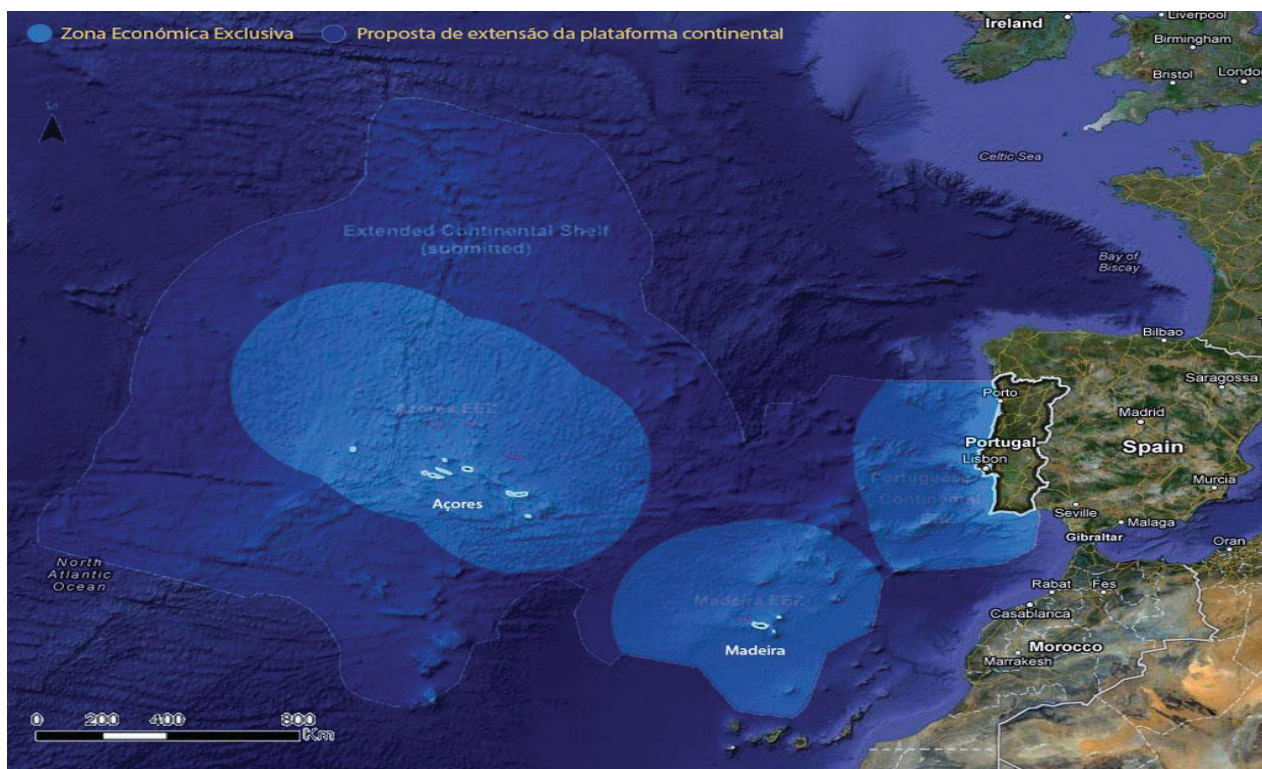 Zona Económica Exclusiva
Proposta de extensão da plataforma continental
Ireland
Liverpool
Birmingham
Bristol
London
Celtic Sea
Extended Continental Shelf
(submitted)
Bay of
Biscay
Bilbao
Saragossa
Porto
Madrid
Azores EEZ
Portugal
Spain
Lisbon
Portuguese
Continental
EEZ
Murcia
Açores
Seville
Malaga
Gibraltar
Oran
North
Atlantic
Ocean
Rabat
Fes
Madeira EEZ
Casablanca
Madeira
Morocco
Marrakesh
0 200 400 800
Km